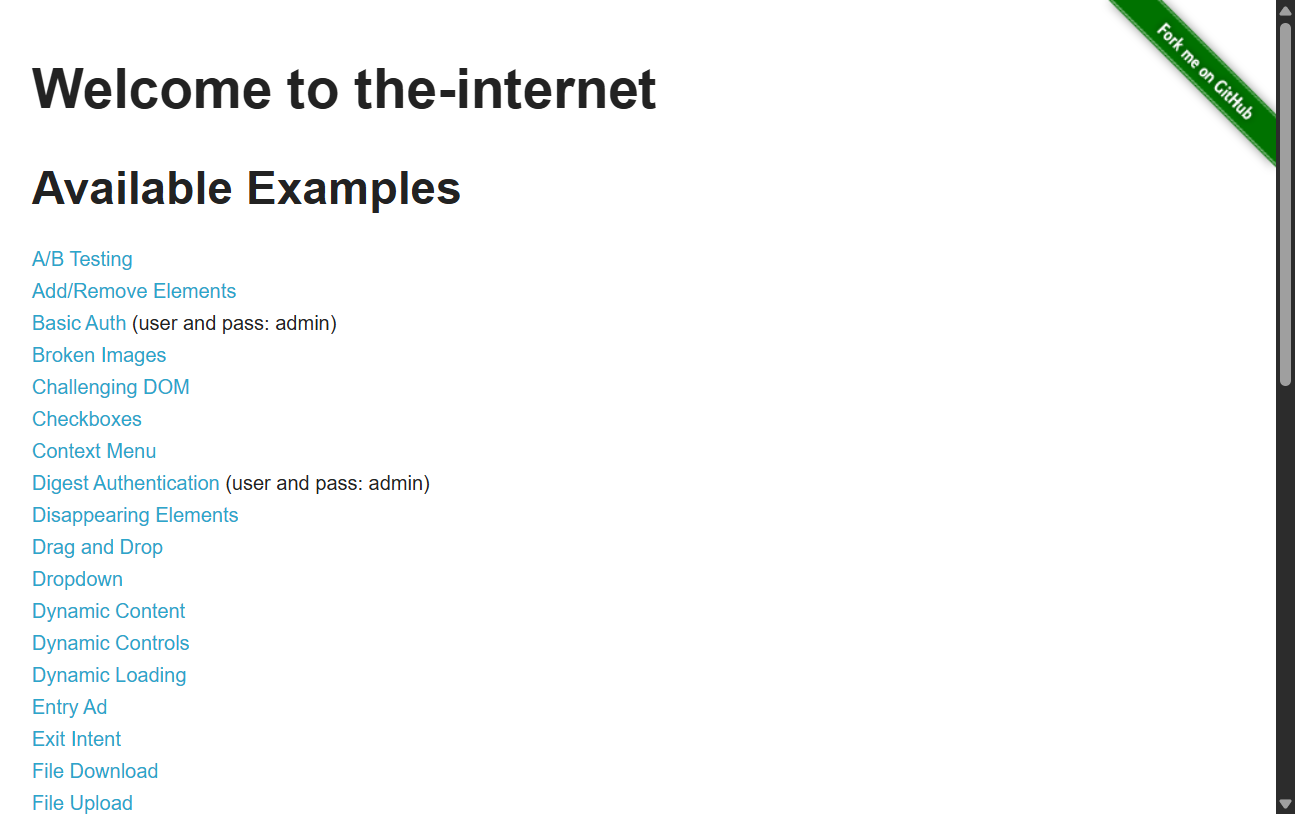 Fork me on GitHub
Welcome to the-internet
Available Examples
A/B Testing
Add/Remove Elements
Basic Auth (user and pass: admin)
Broken Images
Challenging DOM
Checkboxes
Context Menu
Digest Authentication (user and pass: admin)
Disappearing Elements
Drag and Drop
Dropdown
Dynamic Content
Dynamic Controls
Dynamic Loading
Entry Ad
Exit Intent
File Download
File Upload